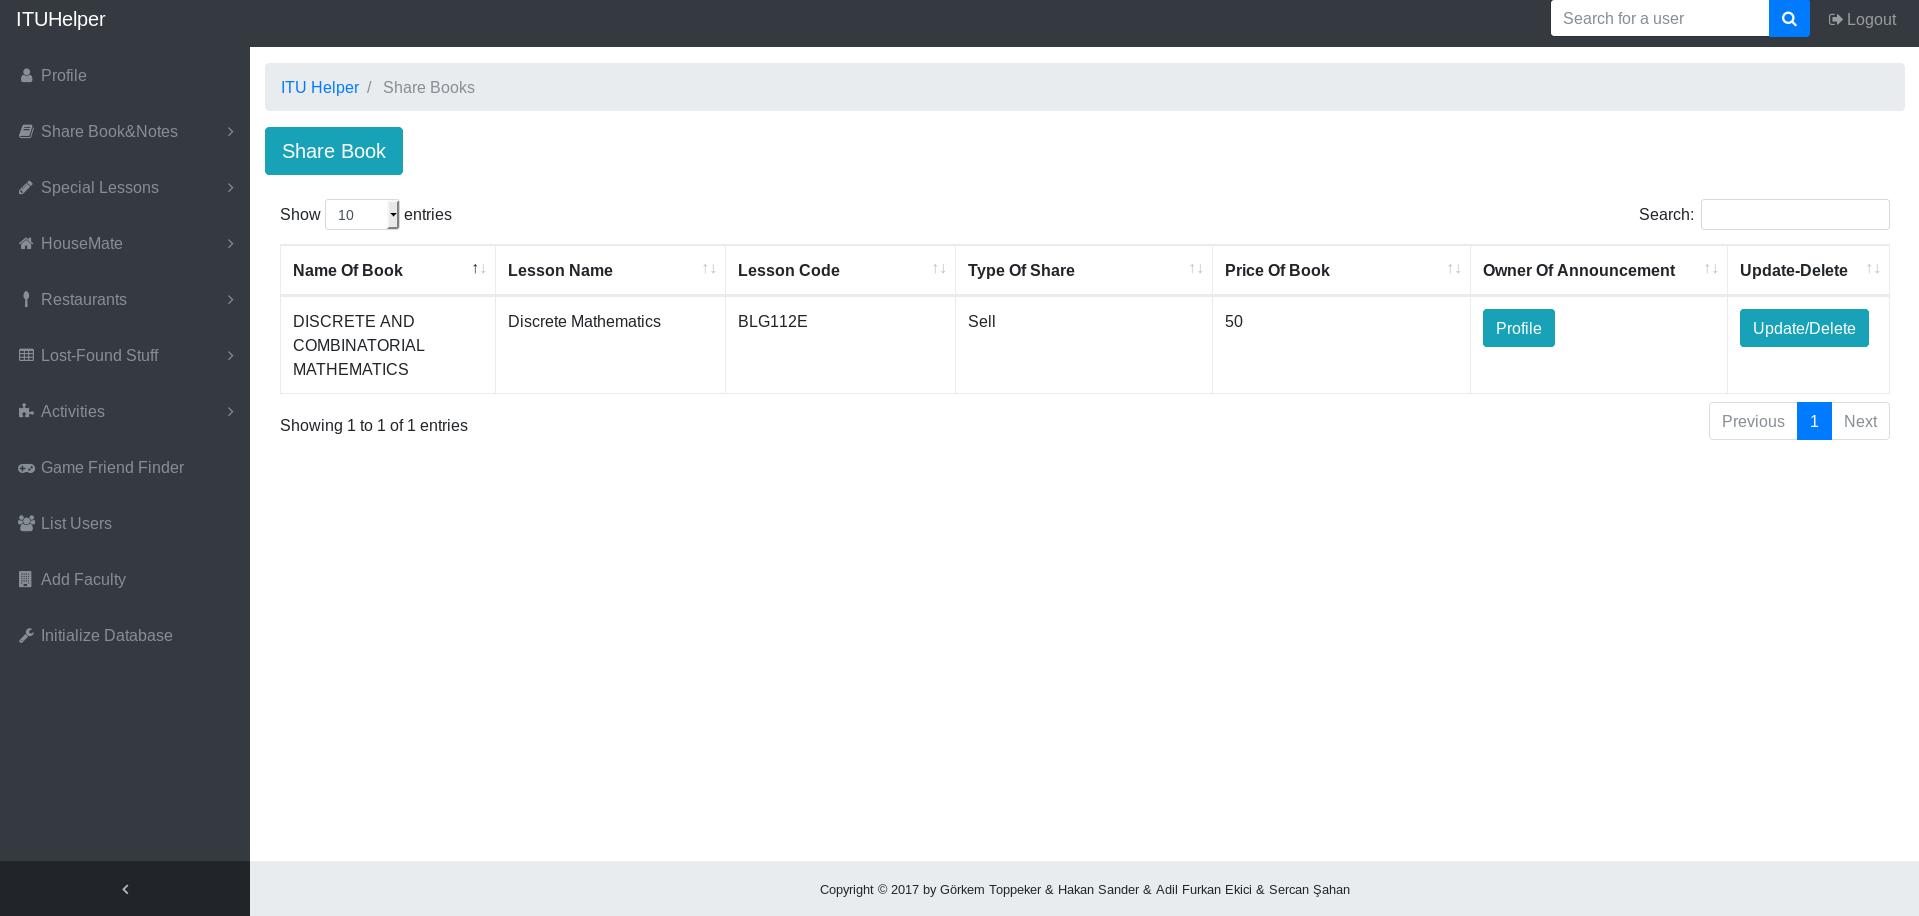 ITUHelper
Search for a user
Logout
Profile
Share Book&Notes
Special Lessons
HouseMate
Restaurants
Lost-Found Stuff
Activities
Game Friend Finder
List Users
Add Faculty
Initialize Database
ITU Helper / Share Books
Share Book
Show 10 entries
Search:
Name Of Book Lesson Name Lesson Code Type Of Share Price Of Book Owner Of Announcement Update-Delete
DISCRETE AND Discrete Mathematics BLG112E Sell 50 Profile Update/Delete
COMBINATORIAL
MATHEMATICS
Showing 1 to 1 of 1 entries
Previous 1 Next
Copyright © 2017 by Görkem Toppeker & Hakan Sander & Adil Furkan Ekici & Sercan Şahan